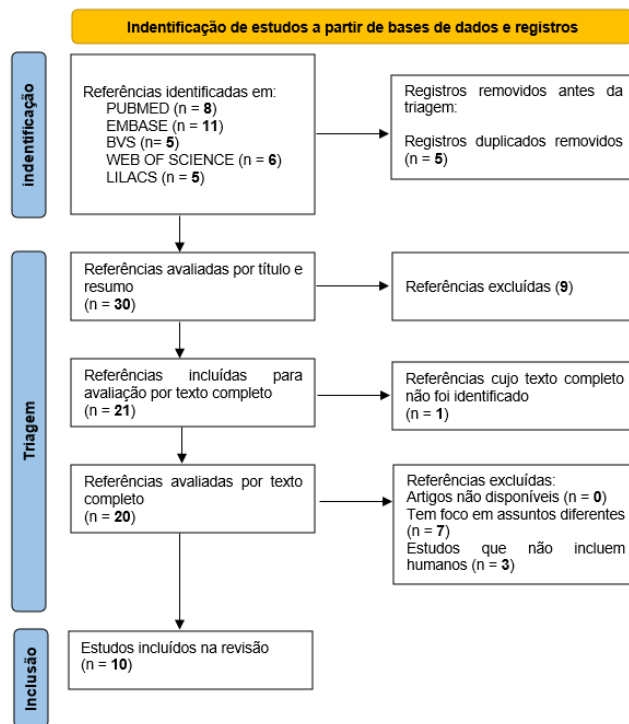 Indentificação de estudos a partir de bases de dados e registros
indentificação
Referências identificadas em:
PUBMED (n = 8)
EMBASE (n = 11)
BVS (n= 5)
WEB OF SCIENCE (n = 6)
LILACS (n = 5)
Registros removidos antes da
triagem:
Registros duplicados removidos
(n = 5)
Triagem
Referências avaliadas por título e
resumo
(n = 30)
Referências excluídas (9)
Referências incluídas para
avaliação por texto completo
(n = 21)
Referências cujo texto completo
não foi identificado
(n = 1)
Referências avaliadas por texto
completo
(n = 20)
Referências excluídas:
Artigos não disponíveis (n = 0)
Tem foco em assuntos diferentes
(n = 7)
Estudos que não incluem
humanos (n = 3)
Inclusão
Estudos incluídos na revisão
(n = 10)